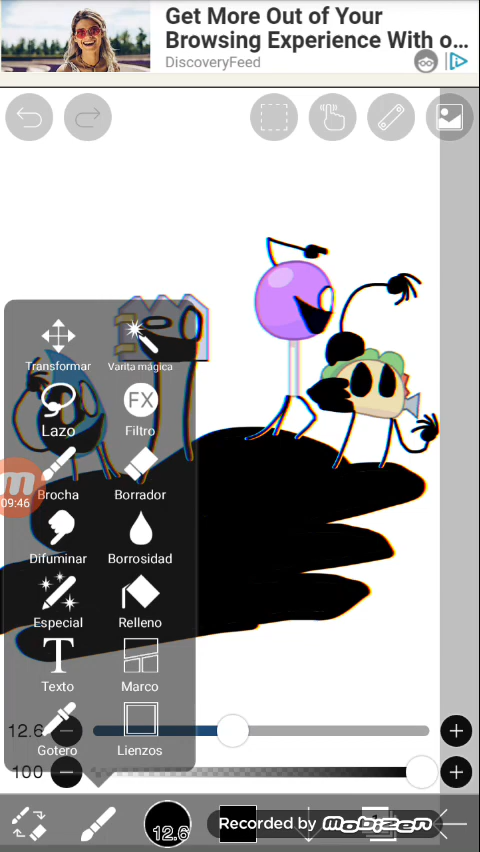 Get More Out of Your
Browsing Experience With o...
DiscoveryFeed
Transformar
Varita mágica
Lazo
FX
Filtro
Brocha
Borrador
09:46
Difuminar
Borrosidad
Especial
Relleno
T
Texto
Marco
12.6
Gotero
Lienzos
100
12.6
Recorded by mobizen